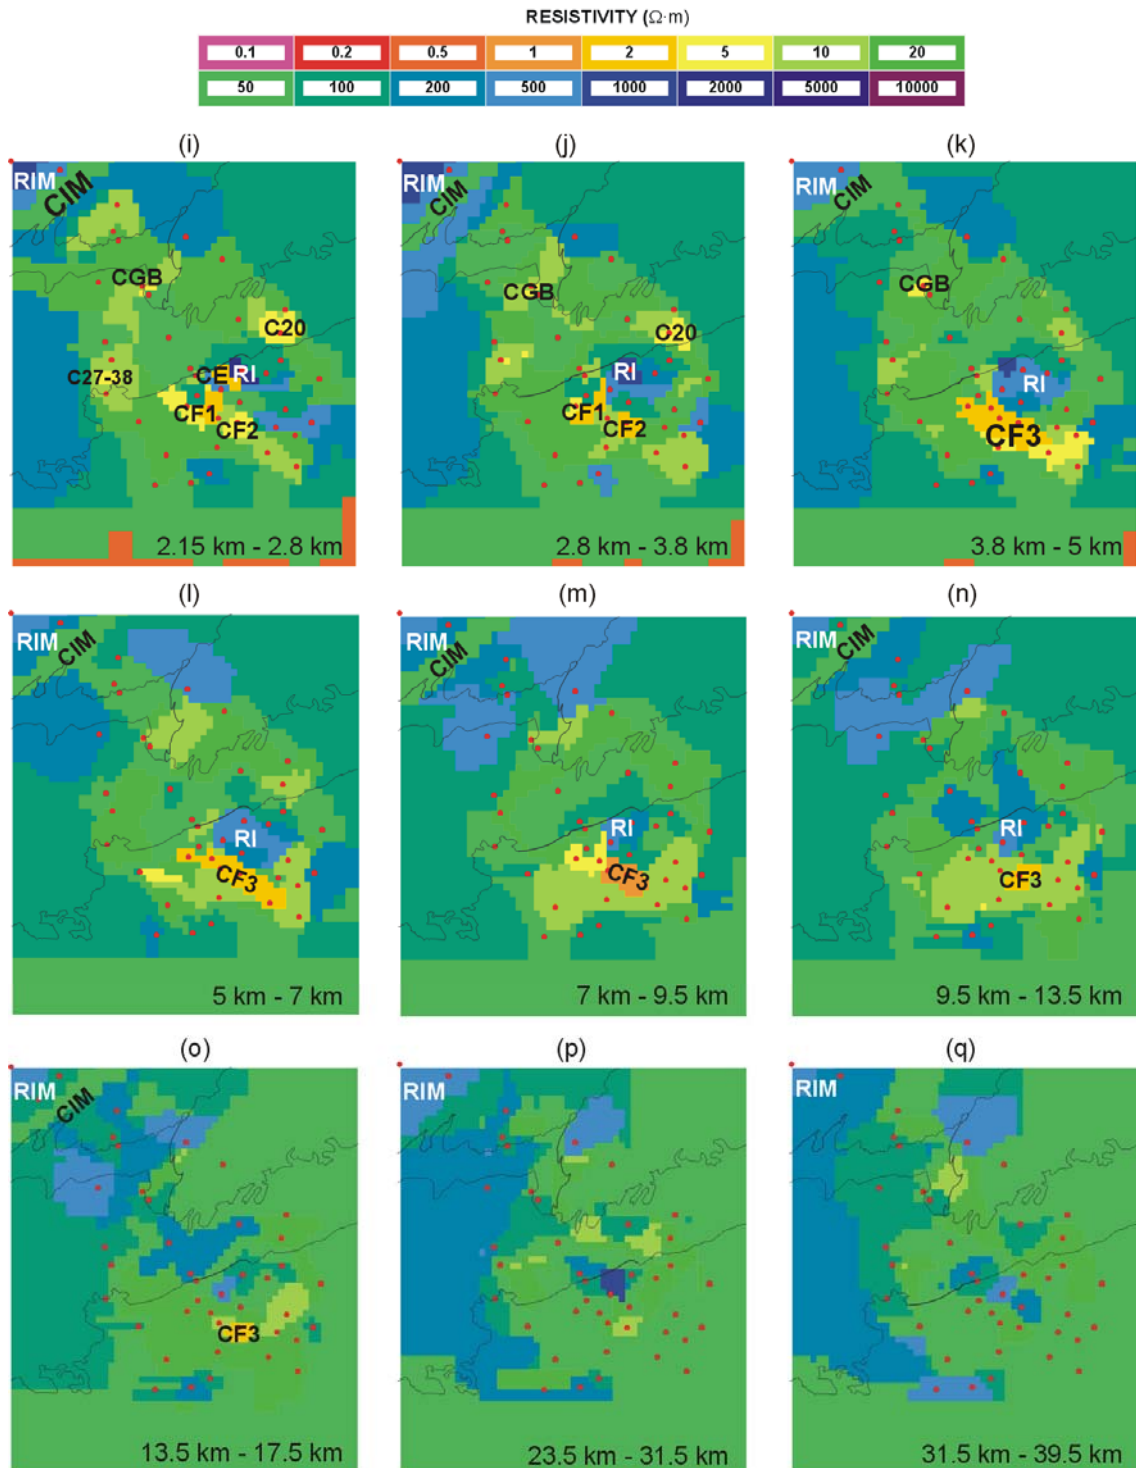 RESISTIVITY (Ω·m)
0.1 0.2 0.5 1 2 5 10 20
50 100 200 500 1000 2000 5000 10000
(i) (j) (k)
RIM CIM CGB C20 C27-38 CE RI CF1 CF2
2.15 km - 2.8 km
RIM CIM CGB C20 RI CF1 CF2
2.8 km - 3.8 km
RIM CIM CGB RI CF3
3.8 km - 5 km
(l) (m) (n)
RIM CIM RI CF3
5 km - 7 km
RIM CIM RI CF3
7 km - 9.5 km
RIM CIM RI CF3
9.5 km - 13.5 km
(o) (p) (q)
RIM CIM CF3
13.5 km - 17.5 km
RIM
23.5 km - 31.5 km
RIM
31.5 km - 39.5 km